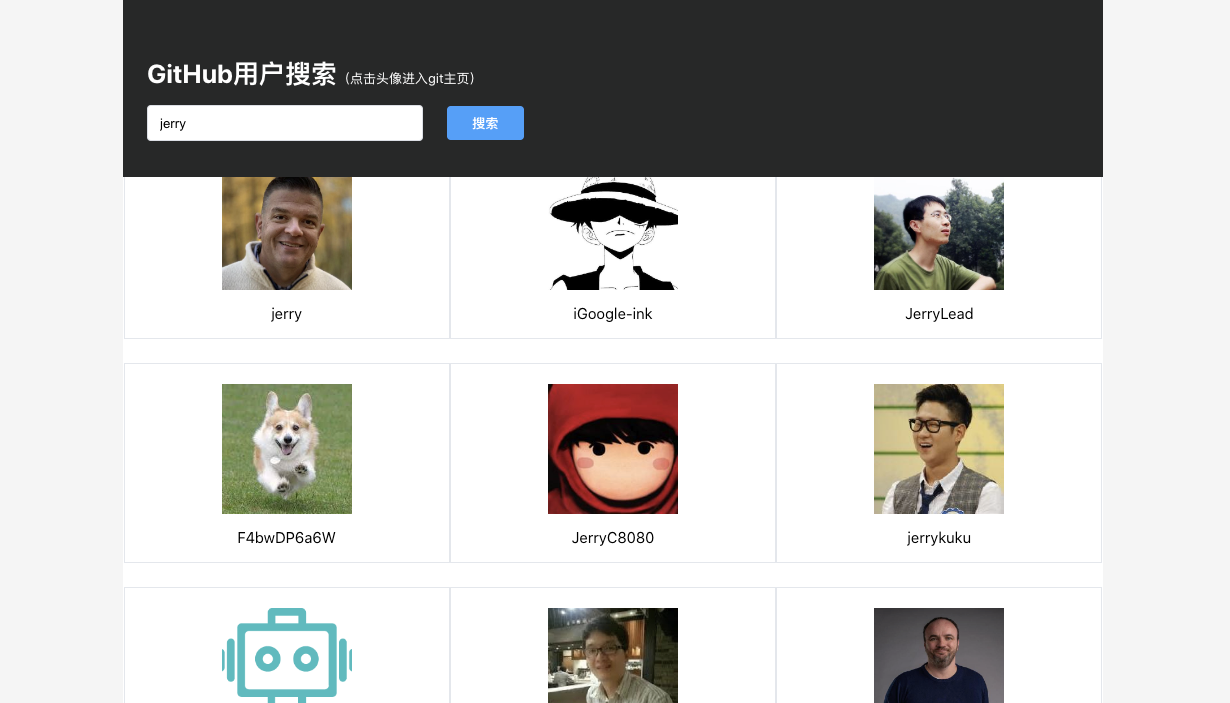 GitHub用户搜索（点击头像进入git主页）
jerry
搜索
jerry
iGoogle-ink
JerryLead
F4bwDP6a6W
JerryC8080
jerrykuku